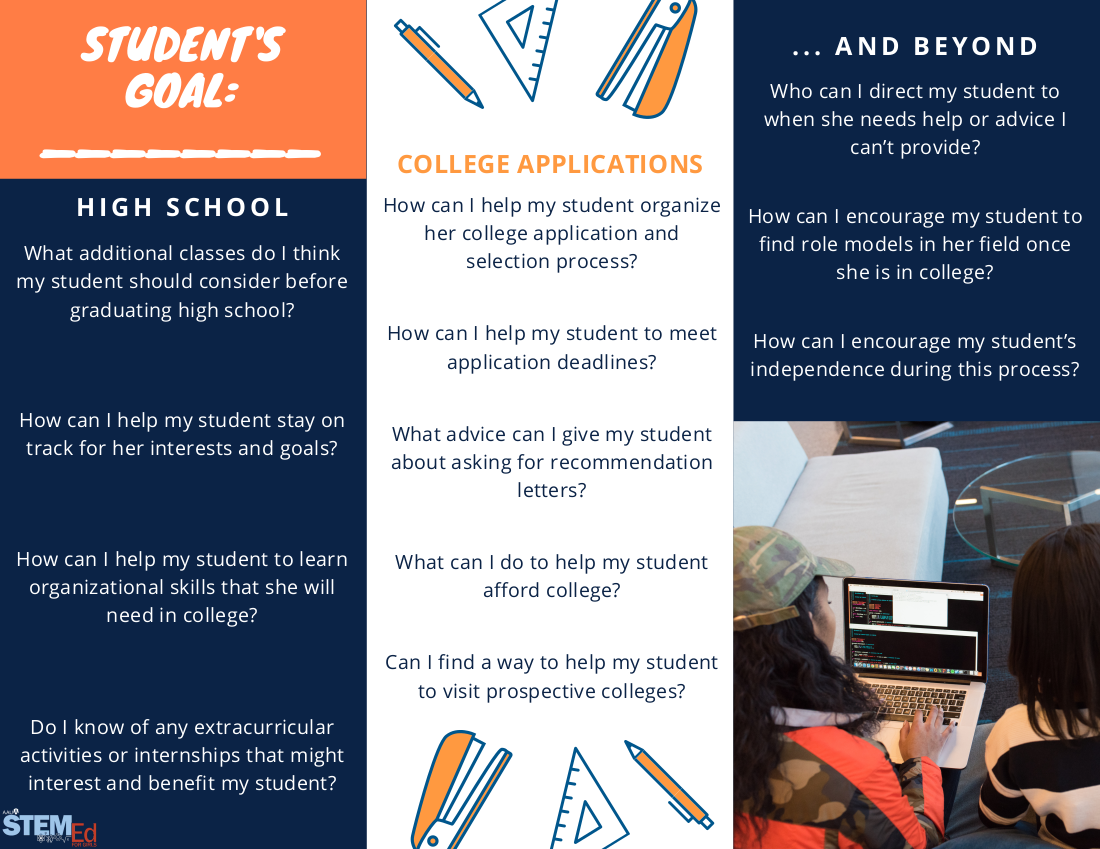 STUDENT'S
GOAL:
HIGH SCHOOL
What additional classes do I think
my student should consider before
graduating high school?
How can I help my student stay on
track for her interests and goals?
How can I help my student to learn
organizational skills that she will
need in college?
Do I know of any extracurricular
activities or internships that might
interest and benefit my student?
STEMEd
FOR GIRLS
COLLEGE APPLICATIONS
How can I help my student organize
her college application and
selection process?
How can I help my student to meet
application deadlines?
What advice can I give my student
about asking for recommendation
letters?
What can I do to help my student
afford college?
Can I find a way to help my student
to visit prospective colleges?
... AND BEYOND
Who can I direct my student to
when she needs help or advice I
can’t provide?
How can I encourage my student to
find role models in her field once
she is in college?
How can I encourage my student’s
independence during this process?